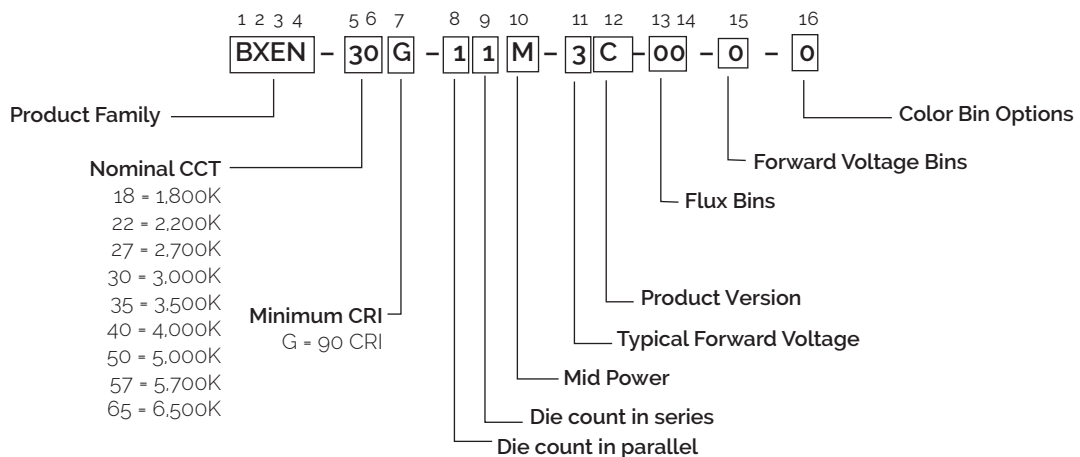 1 2 3 4 5 6 7 8 9 10 11 12 13 14 15 16
BXEN – 30 G – 1 1 M – 3 C – 00 – 0 – 0
Product Family
Color Bin Options
Nominal CCT
18 = 1,800K
22 = 2,200K
27 = 2,700K
30 = 3,000K
35 = 3,500K
40 = 4,000K
50 = 5,000K
57 = 5,700K
65 = 6,500K
Forward Voltage Bins
Flux Bins
Minimum CRI
G = 90 CRI
Product Version
Typical Forward Voltage
Mid Power
Die count in series
Die count in parallel